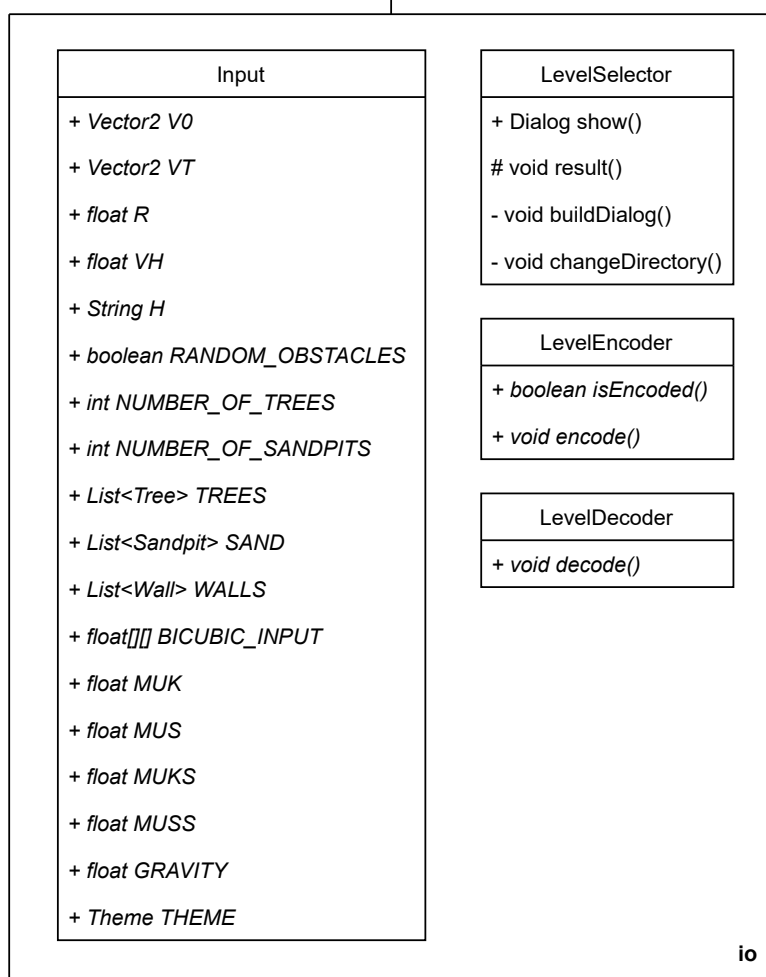 Input
+ Vector2 V0
+ Vector2 VT
+ float R
+ float VH
+ String H
+ boolean RANDOM_OBSTACLES
+ int NUMBER_OF_TREES
+ int NUMBER_OF_SANDPITS
+ List<Tree> TREES
+ List<Sandpit> SAND
+ List<Wall> WALLS
+ float[][] BICUBIC_INPUT
+ float MUK
+ float MUS
+ float MUKS
+ float MUSS
+ float GRAVITY
+ Theme THEME
LevelSelector
+ Dialog show()
# void result()
- void buildDialog()
- void changeDirectory()
LevelEncoder
+ boolean isEncoded()
+ void encode()
LevelDecoder
+ void decode()
io